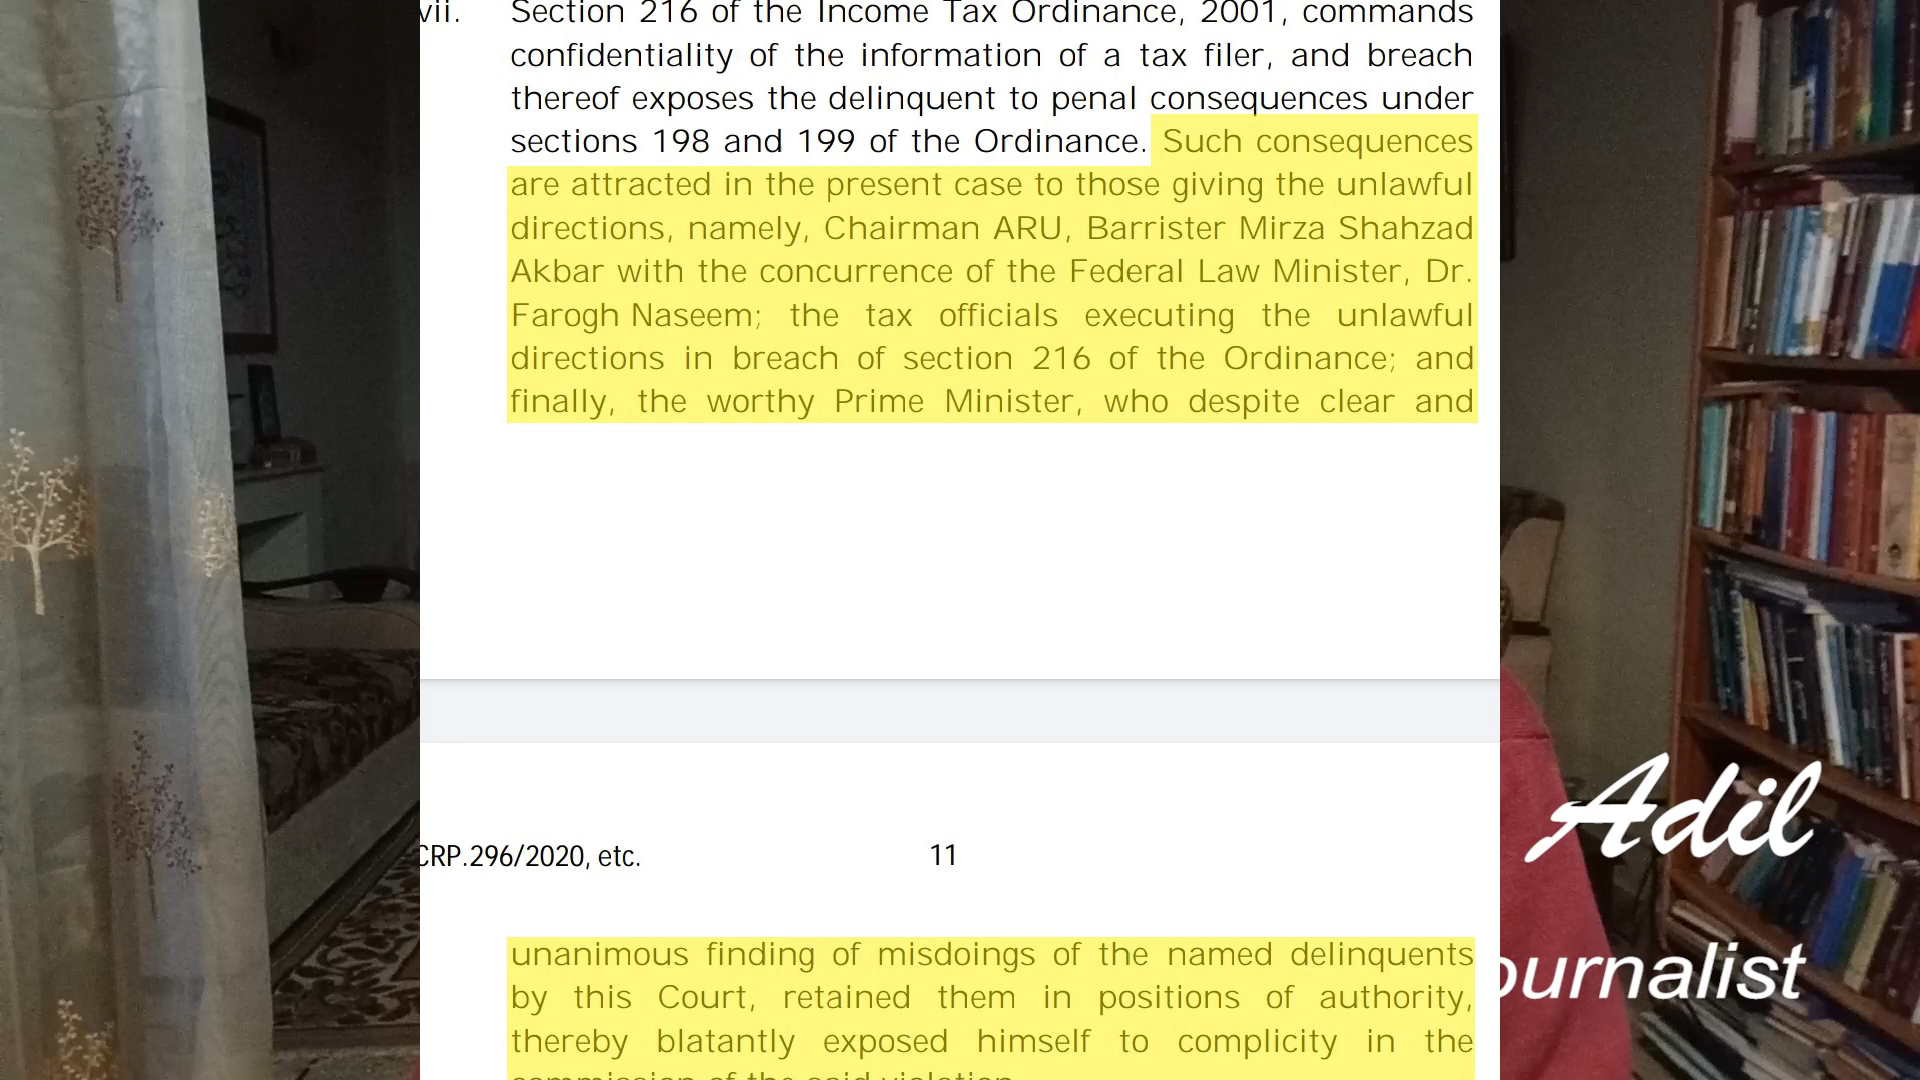 vii. Section 216 of the Income Tax Ordinance, 2001, commands
confidentiality of the information of a tax filer, and breach
thereof exposes the delinquent to penal consequences under
sections 198 and 199 of the Ordinance. Such consequences
are attracted in the present case to those giving the unlawful
directions, namely, Chairman ARU, Barrister Mirza Shahzad
Akbar with the concurrence of the Federal Law Minister, Dr.
Farogh Naseem; the tax officials executing the unlawful
directions in breach of section 216 of the Ordinance; and
finally, the worthy Prime Minister, who despite clear and
CRP.296/2020, etc. 11
unanimous finding of misdoings of the named delinquents
by this Court, retained them in positions of authority,
thereby blatantly exposed himself to complicity in the
commission of the said violation.
Adil
ournalist